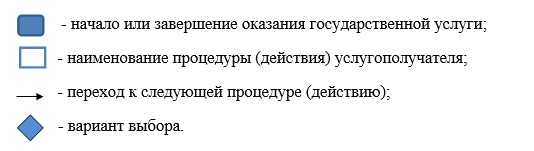 - начало или завершение оказания государственной услуги;
- наименование процедуры (действия) услугополучателя;
- переход к следующей процедуре (действию);
- вариант выбора.